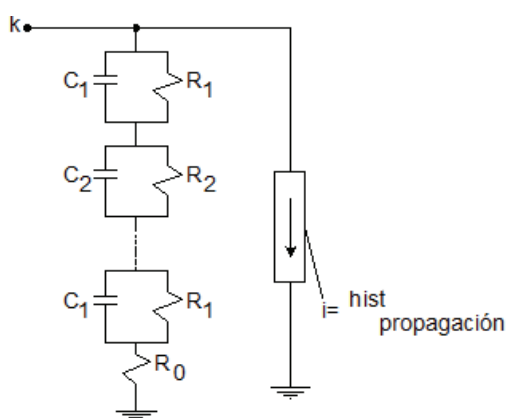 k
C1 R1
C2 R2
C1 R1
R0
i= hist
propagación